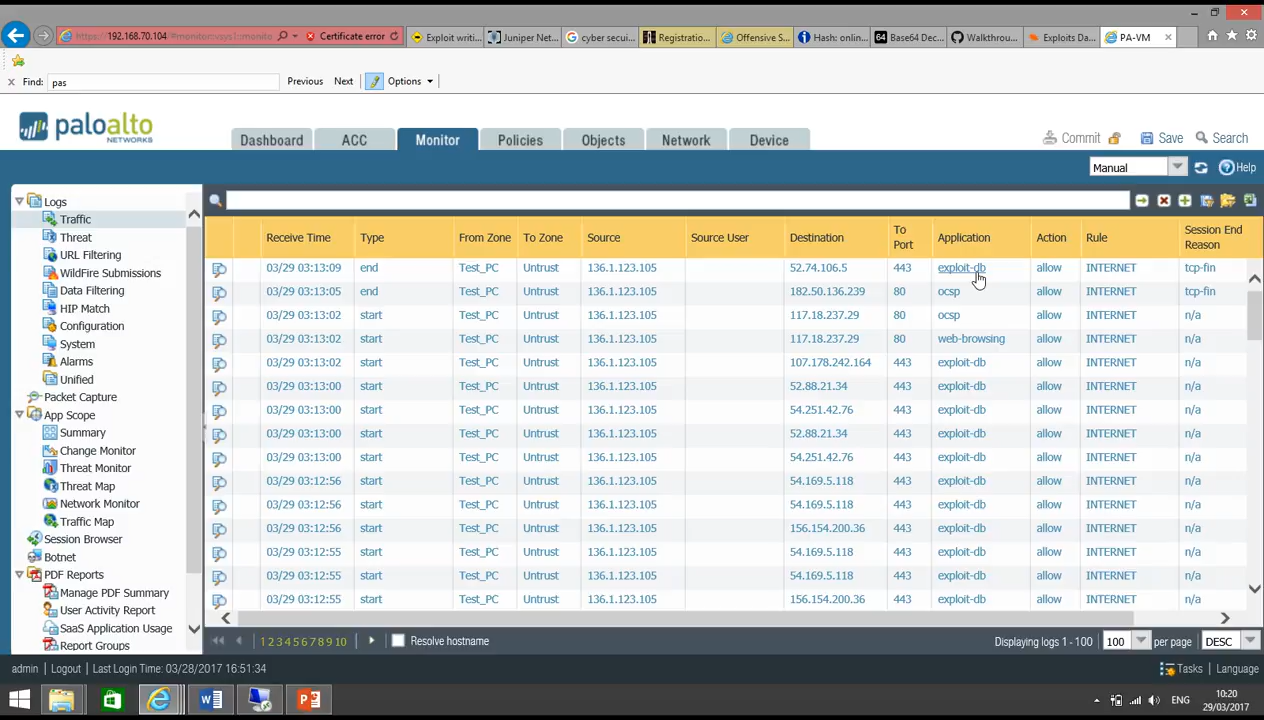 https://192.168.70.104/#monitor:vsys1::monito
Certificate error
Exploit writi...
Juniper Net...
cyber secui...
Registratio...
Offensive S...
Hash: onlin...
64 Base64 Dec...
Walkthrou...
Exploits Da...
PA-VM
x Find: pas Previous Next Options
paloalto
NETWORKS
Dashboard ACC Monitor Policies Objects Network Device
Commit Save Search
Manual Help
Logs
Traffic
Threat
URL Filtering
WildFire Submissions
Data Filtering
HIP Match
Configuration
System
Alarms
Unified
Packet Capture
App Scope
Summary
Change Monitor
Threat Monitor
Threat Map
Network Monitor
Traffic Map
Session Browser
Botnet
PDF Reports
Manage PDF Summary
User Activity Report
SaaS Application Usage
Report Groups
Receive Time Type From Zone To Zone Source Source User Destination To Port Application Action Rule Session End Reason
03/29 03:13:09 end Test_PC Untrust 136.1.123.105 52.74.106.5 443 exploit-db allow INTERNET tcp-fin
03/29 03:13:05 end Test_PC Untrust 136.1.123.105 182.50.136.239 80 ocsp allow INTERNET tcp-fin
03/29 03:13:02 start Test_PC Untrust 136.1.123.105 117.18.237.29 80 ocsp allow INTERNET n/a
03/29 03:13:02 start Test_PC Untrust 136.1.123.105 117.18.237.29 80 web-browsing allow INTERNET n/a
03/29 03:13:02 start Test_PC Untrust 136.1.123.105 107.178.242.164 443 exploit-db allow INTERNET n/a
03/29 03:13:00 start Test_PC Untrust 136.1.123.105 52.88.21.34 443 exploit-db allow INTERNET n/a
03/29 03:13:00 start Test_PC Untrust 136.1.123.105 54.251.42.76 443 exploit-db allow INTERNET n/a
03/29 03:13:00 start Test_PC Untrust 136.1.123.105 52.88.21.34 443 exploit-db allow INTERNET n/a
03/29 03:13:00 start Test_PC Untrust 136.1.123.105 54.251.42.76 443 exploit-db allow INTERNET n/a
03/29 03:12:56 start Test_PC Untrust 136.1.123.105 54.169.5.118 443 exploit-db allow INTERNET n/a
03/29 03:12:56 start Test_PC Untrust 136.1.123.105 54.169.5.118 443 exploit-db allow INTERNET n/a
03/29 03:12:56 start Test_PC Untrust 136.1.123.105 156.154.200.36 443 exploit-db allow INTERNET n/a
03/29 03:12:55 start Test_PC Untrust 136.1.123.105 54.169.5.118 443 exploit-db allow INTERNET n/a
03/29 03:12:55 start Test_PC Untrust 136.1.123.105 54.169.5.118 443 exploit-db allow INTERNET n/a
03/29 03:12:55 start Test_PC Untrust 136.1.123.105 156.154.200.36 443 exploit-db allow INTERNET n/a
1 2 3 4 5 6 7 8 9 10 Resolve hostname Displaying logs 1 - 100 100 per page DESC
admin | Logout | Last Login Time: 03/28/2017 16:51:34 Tasks | Language
ENG
10:20
29/03/2017